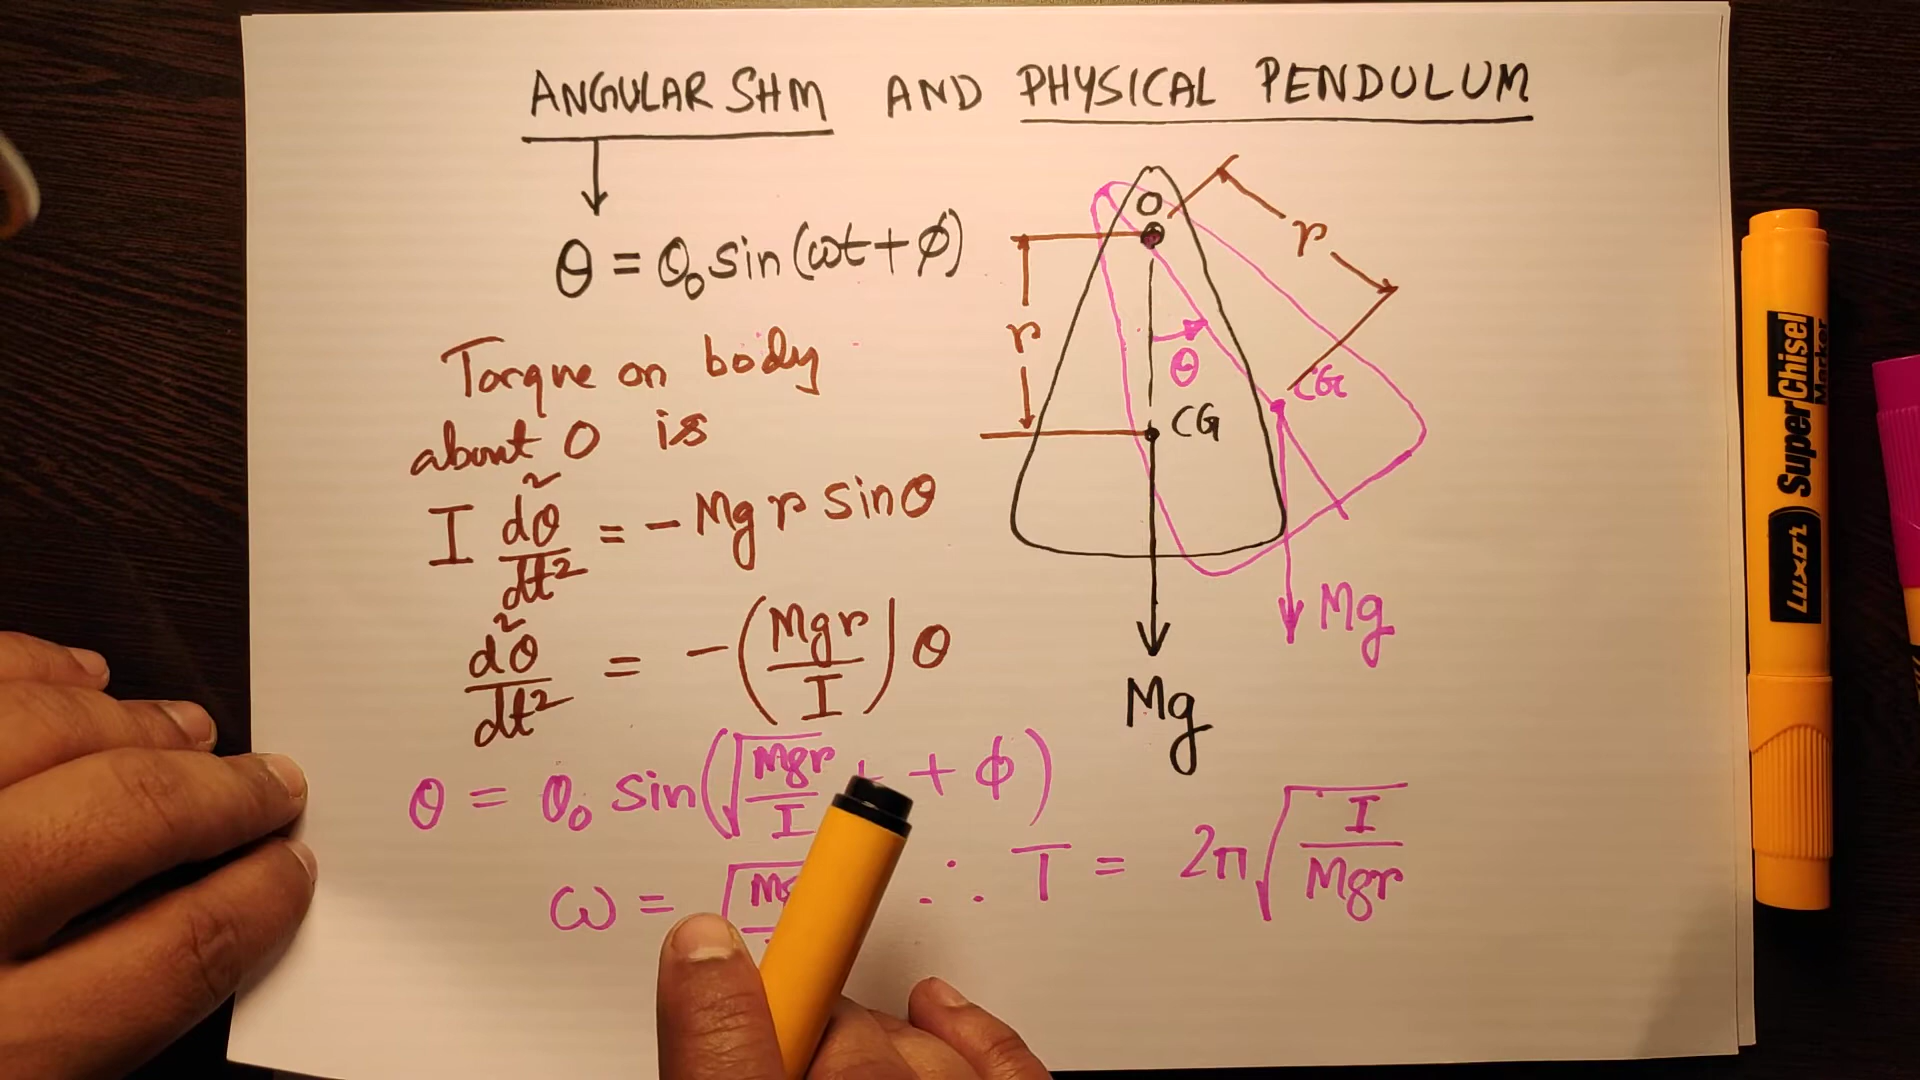 ANGULAR SHM AND PHYSICAL PENDULUM
θ = θ₀ sin(ωt + φ)
Torque on body
about O is
I d²θ/dt² = - Mg r sinθ
d²θ/dt² = - (Mgr/I) θ
θ = θ₀ sin(√(Mgr/I) + φ)
ω = √
∴ T = 2π √(I/Mgr)
O
r
r
θ
CG
CG
Mg
Mg
Luxor SuperChisel Marker